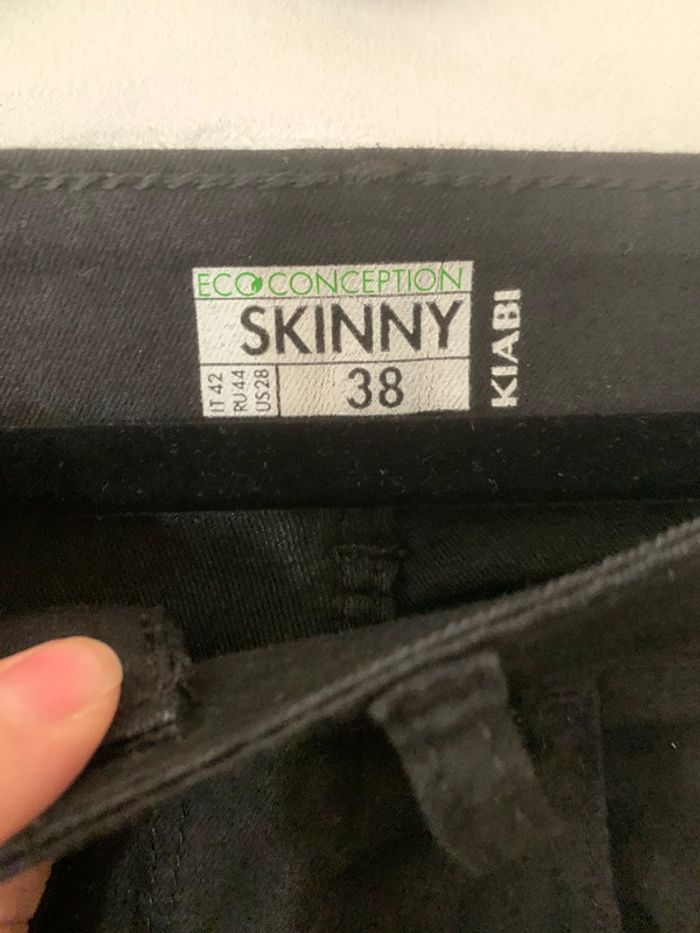 ECO CONCEPTION
SKINNY
IT 42
RU 44
US 28
38
KIABI